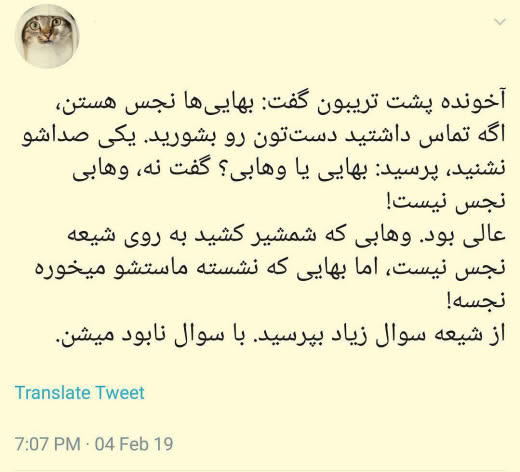 آخونده پشت تریبون گفت: بهایی‌ها نجس هستن،
اگه تماس داشتید دست‌تون رو بشورید. یکی صداشو
نشنید، پرسید: بهایی یا وهابی؟ گفت نه، وهابی
نجس نیست!
عالی بود. وهابی که شمشیر کشید به روی شیعه
نجس نیست، اما بهایی که نشسته ماستشو میخوره
نجسه!
از شیعه سوال زیاد بپرسید. با سوال نابود میشن.
Translate Tweet
7:07 PM · 04 Feb 19